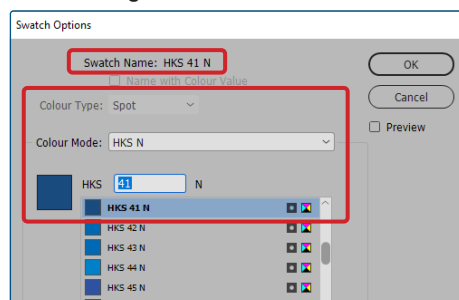 Swatch Options
Swatch Name: HKS 41 N
Name with Colour Value
Colour Type: Spot
Colour Mode: HKS N
HKS 41 N
HKS 41 N
HKS 42 N
HKS 43 N
HKS 44 N
HKS 45 N
OK
Cancel
Preview